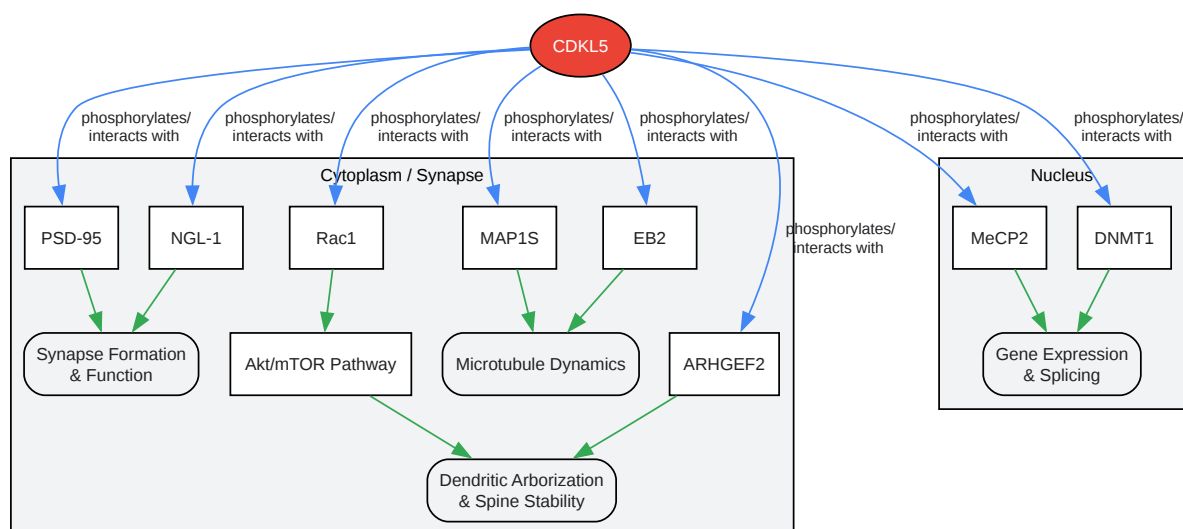 CDKL5
phosphorylates/
interacts with
phosphorylates/
interacts with
phosphorylates/
interacts with
phosphorylates/
interacts with
phosphorylates/
interacts with
phosphorylates/
interacts with
phosphorylates/
interacts with
Cytoplasm / Synapse
Nucleus
PSD-95
NGL-1
Rac1
MAP1S
EB2
phosphorylates/
interacts with
MeCP2
DNMT1
Synapse Formation
& Function
Akt/mTOR Pathway
Microtubule Dynamics
ARHGEF2
Gene Expression
& Splicing
Dendritic Arborization
& Spine Stability